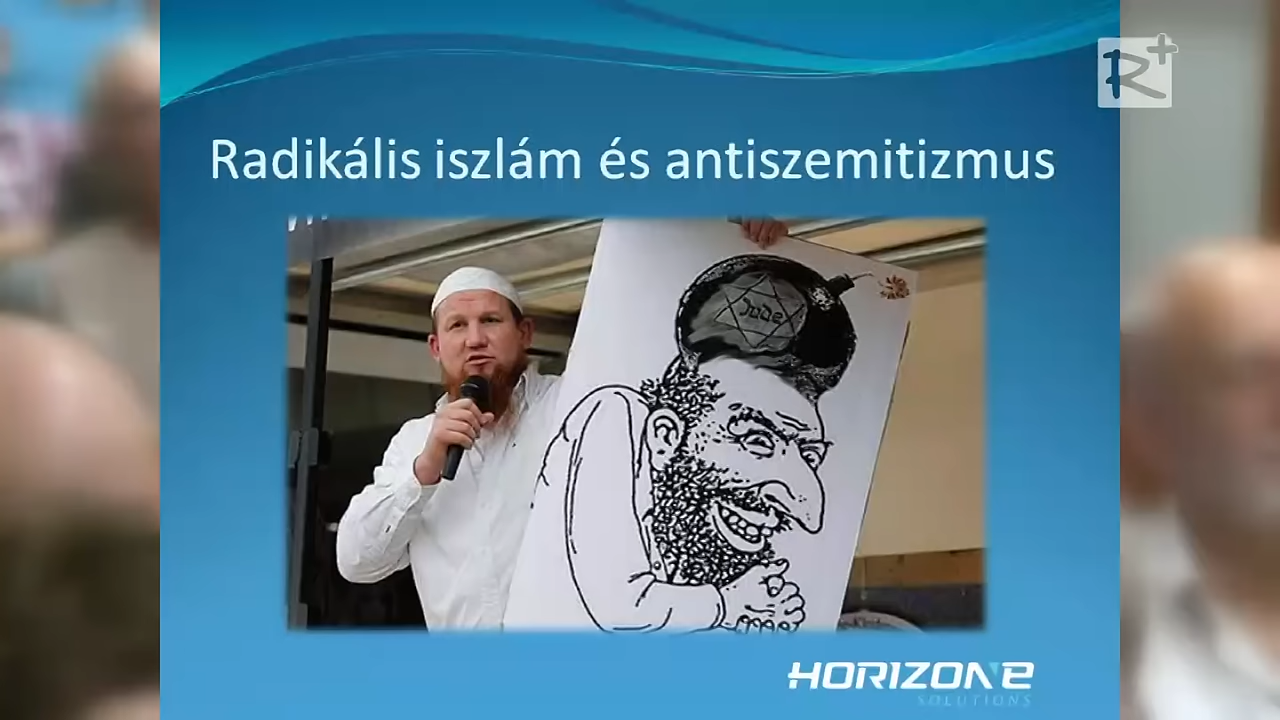 R+
Radikális iszlám és antiszemitizmus
Jude
HORIZONE
SOLUTIONS